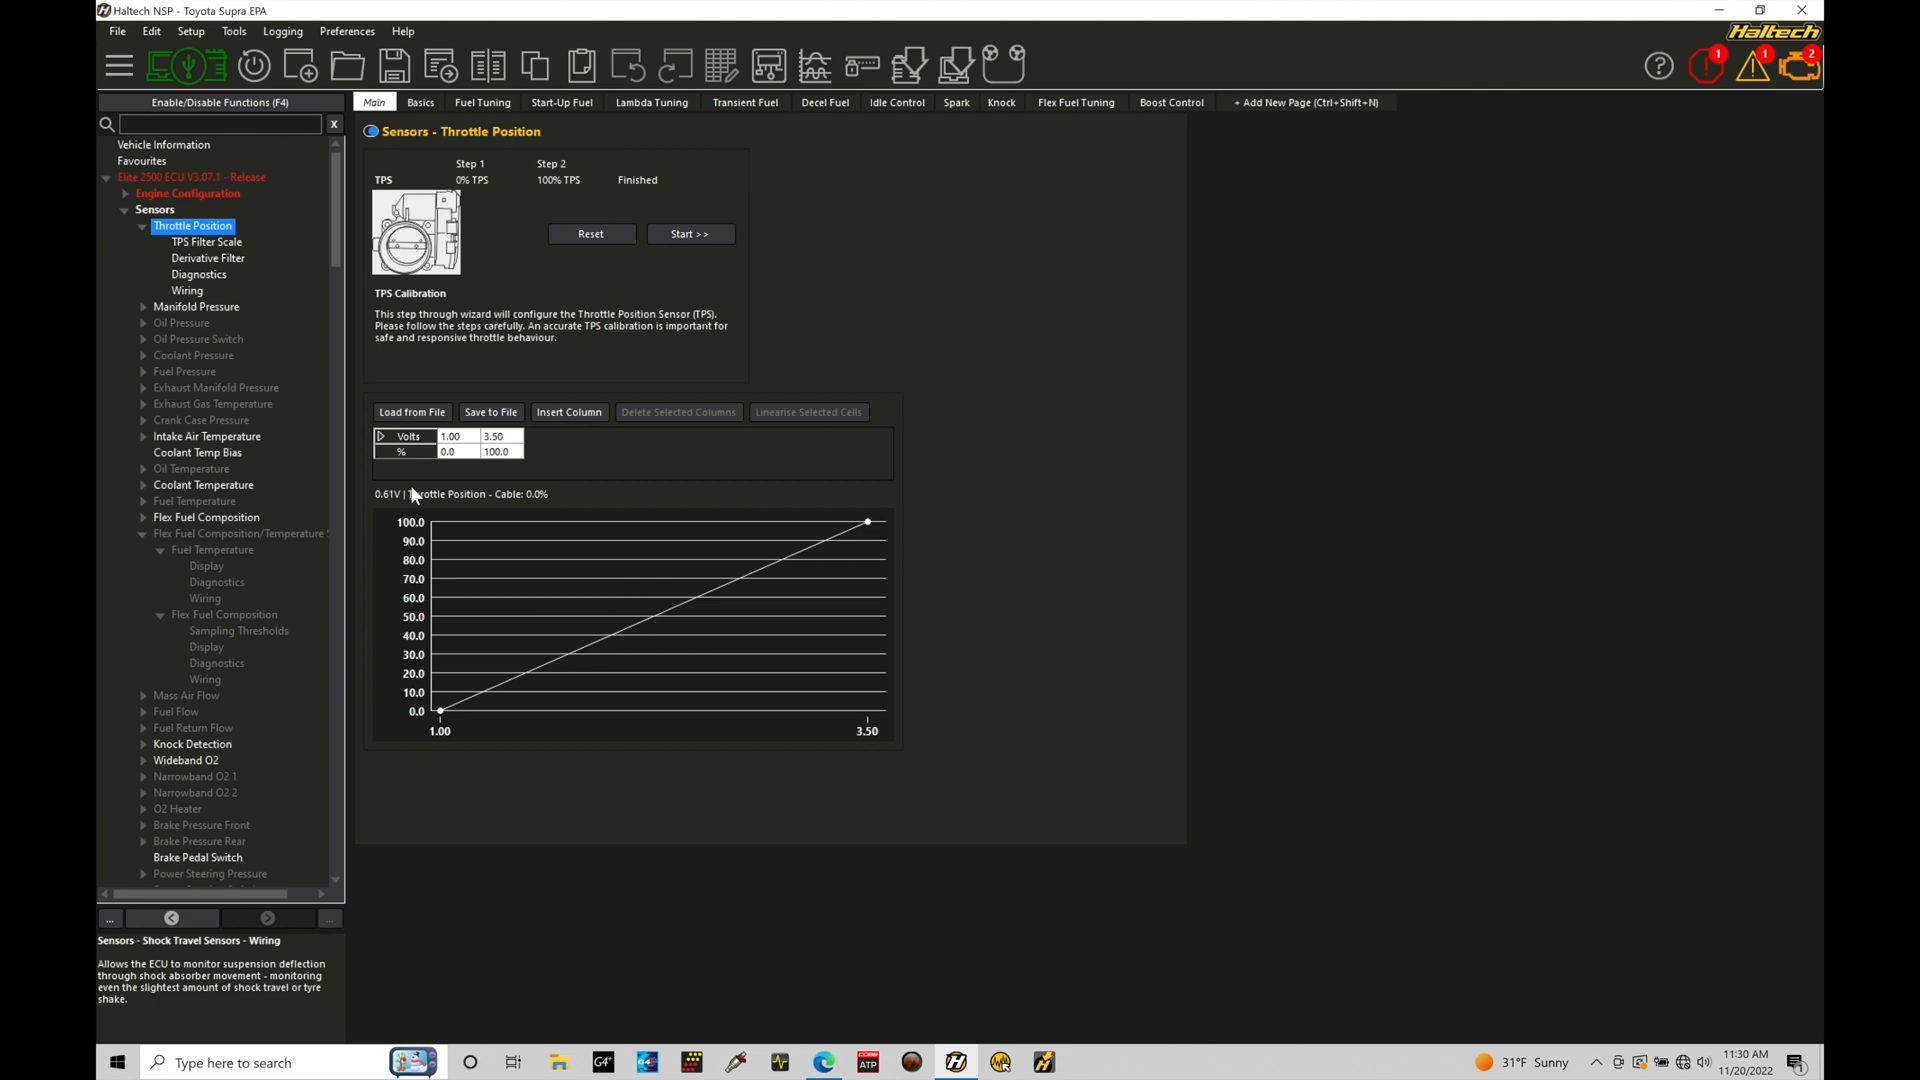 Haltech NSP - Toyota Supra EPA
File Edit Setup Tools Logging Preferences Help
Haltech
1 1 2
Enable/Disable Functions (F4)
Main Basics Fuel Tuning Start-Up Fuel Lambda Tuning Transient Fuel Decel Fuel Idle Control Spark Knock Flex Fuel Tuning Boost Control + Add New Page (Ctrl+Shift+N)
X
Vehicle Information
Favourites
Elite 2500 ECU V3.07.1 - Release
Engine Configuration
Sensors
Throttle Position
TPS Filter Scale
Derivative Filter
Diagnostics
Wiring
Manifold Pressure
Oil Pressure
Oil Pressure Switch
Coolant Pressure
Fuel Pressure
Exhaust Manifold Pressure
Exhaust Gas Temperature
Crank Case Pressure
Intake Air Temperature
Coolant Temp Bias
Oil Temperature
Coolant Temperature
Fuel Temperature
Flex Fuel Composition
Flex Fuel Composition/Temperature
Fuel Temperature
Display
Diagnostics
Wiring
Flex Fuel Composition
Sampling Thresholds
Display
Diagnostics
Wiring
Mass Air Flow
Fuel Flow
Fuel Return Flow
Knock Detection
Wideband O2
Narrowband O2 1
Narrowband O2 2
O2 Heater
Brake Pressure Front
Brake Pressure Rear
Brake Pedal Switch
Power Steering Pressure
... ...
Sensors - Shock Travel Sensors - Wiring
Allows the ECU to monitor suspension deflection
through shock absorber movement - monitoring
even the slightest amount of shock travel or tyre
shake.
Sensors - Throttle Position
Step 1 Step 2
TPS 0% TPS 100% TPS Finished
Reset Start >>
TPS Calibration
This step through wizard will configure the Throttle Position Sensor (TPS).
Please follow the steps carefully. An accurate TPS calibration is important for
safe and responsive throttle behaviour.
Load from File Save to File Insert Column Delete Selected Columns Linearise Selected Cells
Volts 1.00 3.50
% 0.0 100.0
0.61V | Throttle Position - Cable: 0.0%
100.0
90.0
80.0
70.0
60.0
50.0
40.0
30.0
20.0
10.0
0.0
1.00 3.50
Type here to search
G4+
ATP
31°F Sunny
11:30 AM
11/20/2022
1